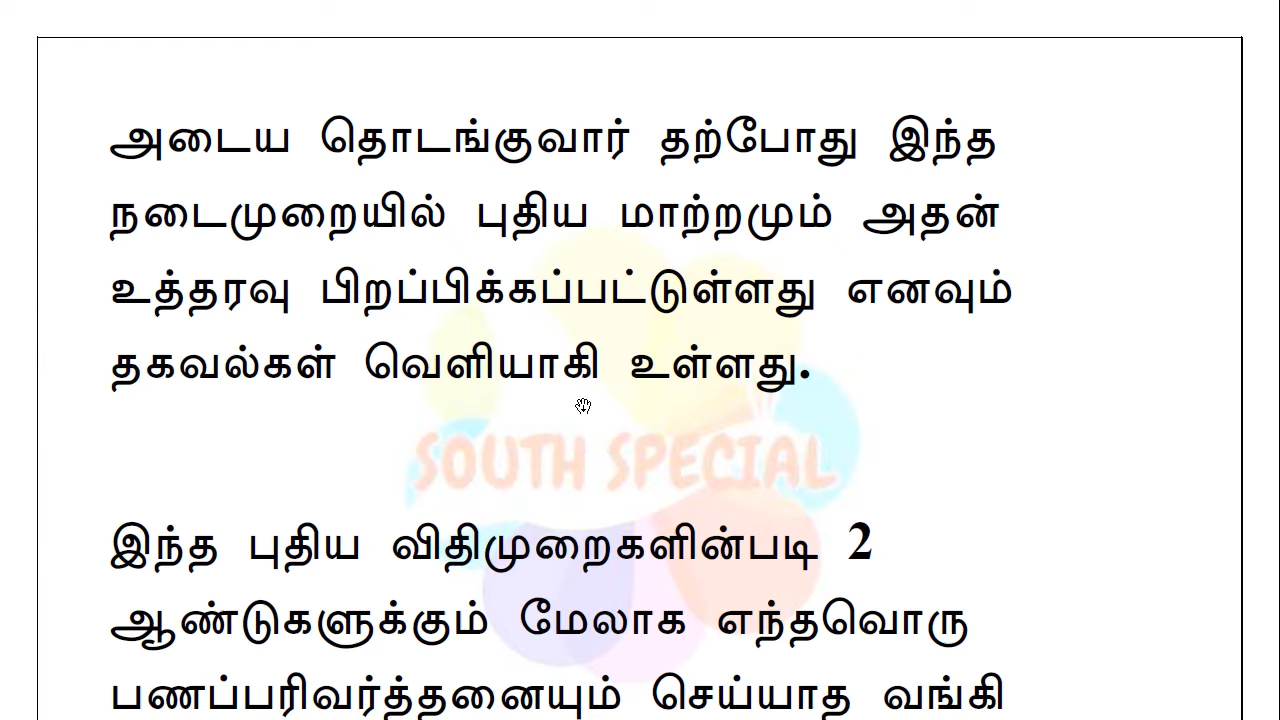 அடைய தொடங்குவார் தற்போது இந்த
நடைமுறையில் புதிய மாற்றமும் அதன்
உத்தரவு பிறப்பிக்கப்பட்டுள்ளது எனவும்
தகவல்கள் வெளியாகி உள்ளது.
SOUTH SPECIAL
இந்த புதிய விதிமுறைகளின்படி 2
ஆண்டுகளுக்கும் மேலாக எந்தவொரு
பணப்பரிவர்த்தனையும் செய்யாத வங்கி